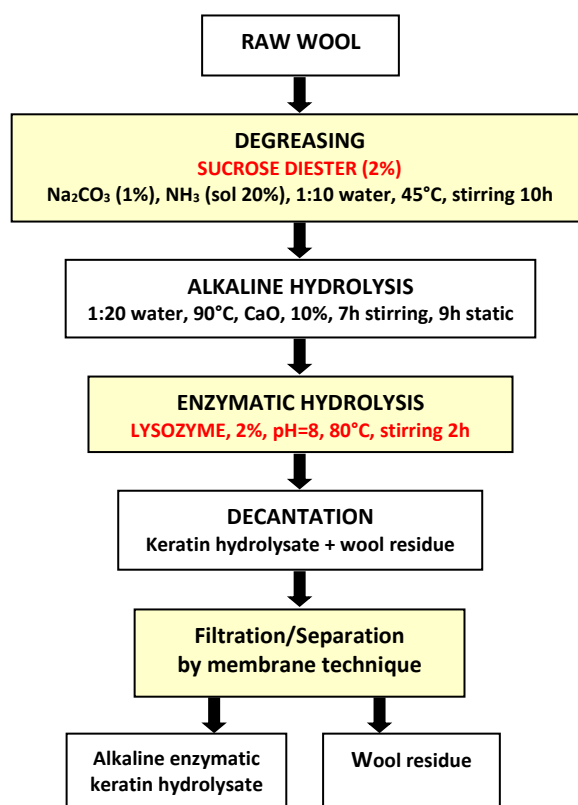 RAW WOOL
DEGREASING
SUCROSE DIESTER (2%)
Na₂CO₃ (1%), NH₃ (sol 20%), 1:10 water, 45°C, stirring 10h
ALKALINE HYDROLYSIS
1:20 water, 90°C, CaO, 10%, 7h stirring, 9h static
ENZYMATIC HYDROLYSIS
LYSOZYME, 2%, pH=8, 80°C, stirring 2h
DECANTATION
Keratin hydrolysate + wool residue
Filtration/Separation
by membrane technique
Alkaline enzymatic
keratin hydrolysate
Wool residue